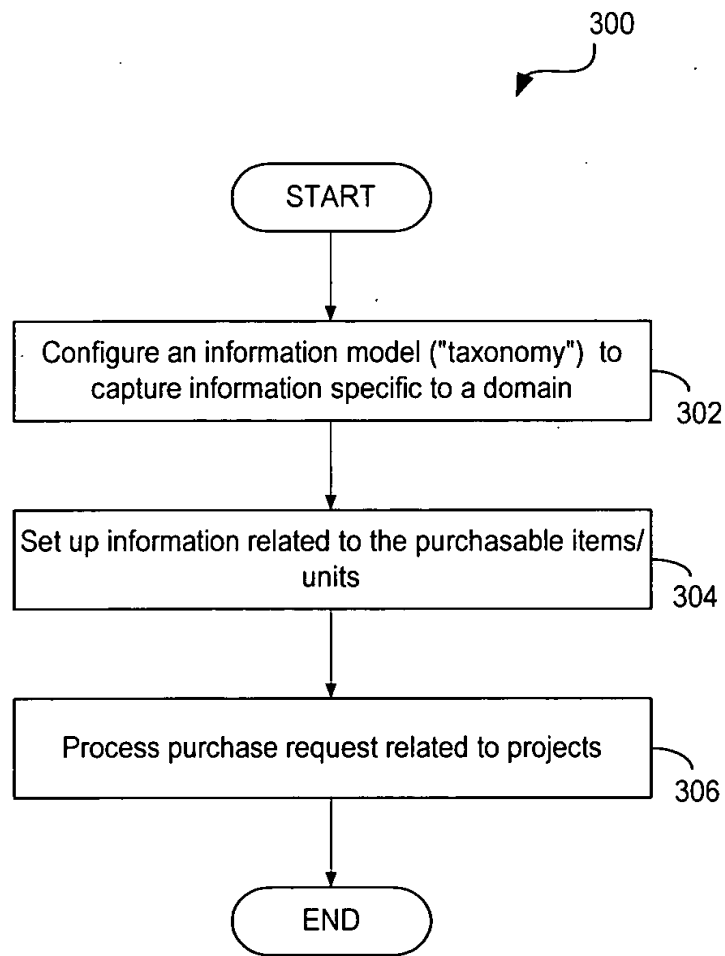 300
START
Configure an information model ("taxonomy") to
capture information specific to a domain
302
Set up information related to the purchasable items/
units
304
Process purchase request related to projects
306
END